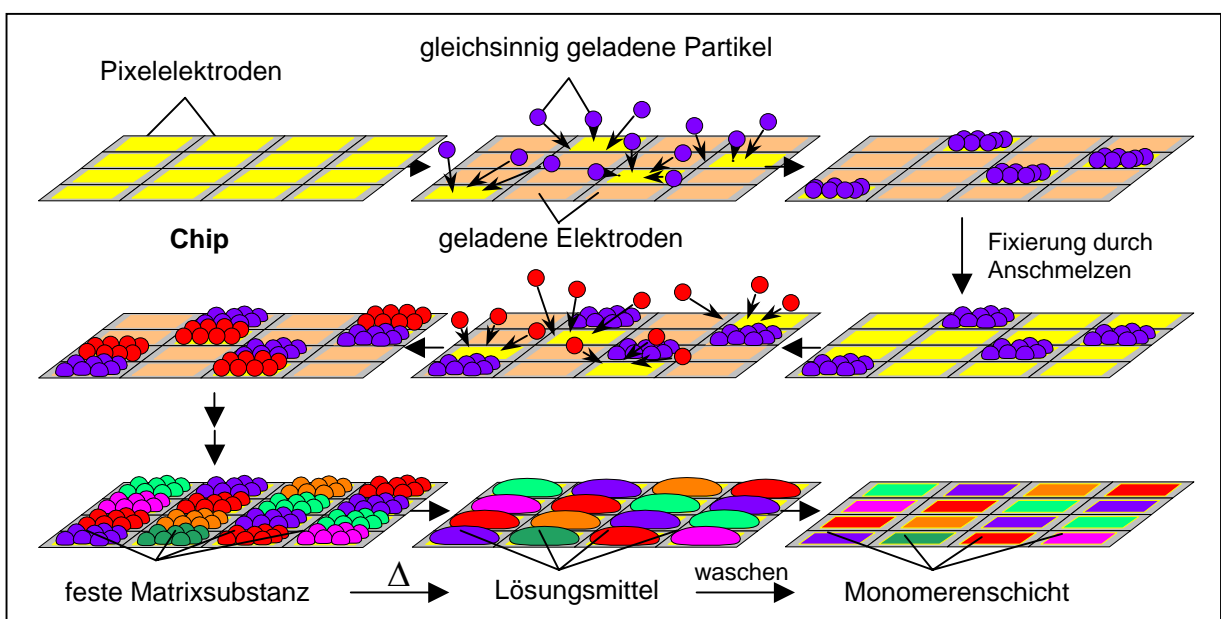 gleichsinnig geladene Partikel
Pixelelektroden
Chip
geladene Elektroden
Fixierung durch
Anschmelzen
feste Matrixsubstanz
Δ
Lösungsmittel
waschen
Monomerenschicht